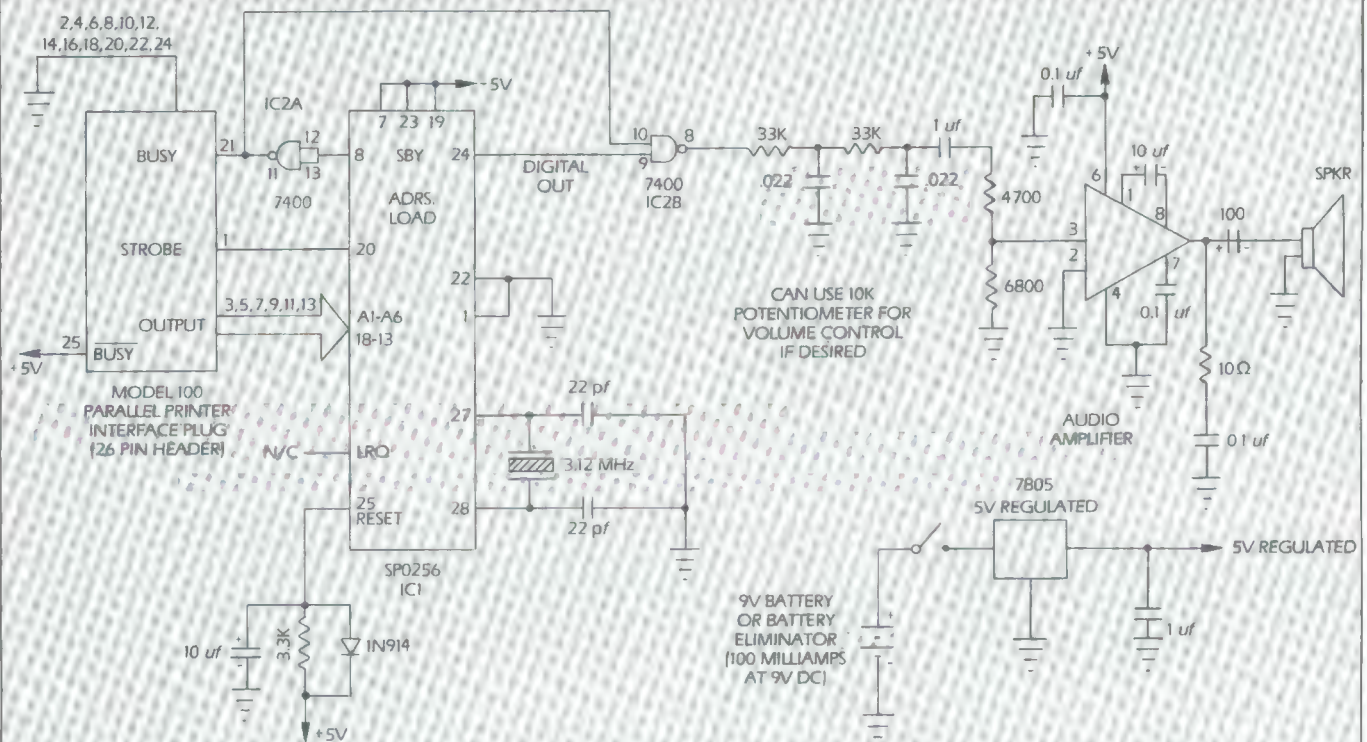 2,4,6,8,10,12,
14,16,18,20,22,24
BUSY
21
IC2A
12
11
13
7400
8
7
23
19
-5V
SBY
ADRS.
LOAD
24
DIGITAL
OUT
10
9
8
7400
IC2B
33K
33K
1 uf
.022
.022
4700
6800
CAN USE 10K
POTENTIOMETER FOR
VOLUME CONTROL
IF DESIRED
+5V
0.1 uf
6
10 uf
+
-
1
8
3
2
7
4
0.1 uf
100
+
-
SPKR
10Ω
0.1 uf
AUDIO
AMPLIFIER
STROBE
1
20
OUTPUT
3,5,7,9,11,13
A1-A6
18-13
22
1
25
BUSY
+5V
MODEL 100
PARALLEL PRINTER
INTERFACE PLUG
(26 PIN HEADER)
N/C
LRQ
25
RESET
27
28
22 pf
3.12 MHz
22 pf
SP0256
IC1
10 uf
+
-
3.3K
1N914
+5V
9V BATTERY
OR BATTERY
ELIMINATOR
(100 MILLIAMPS
AT 9V DC)
+
-
7805
5V REGULATED
5V REGULATED
1 uf